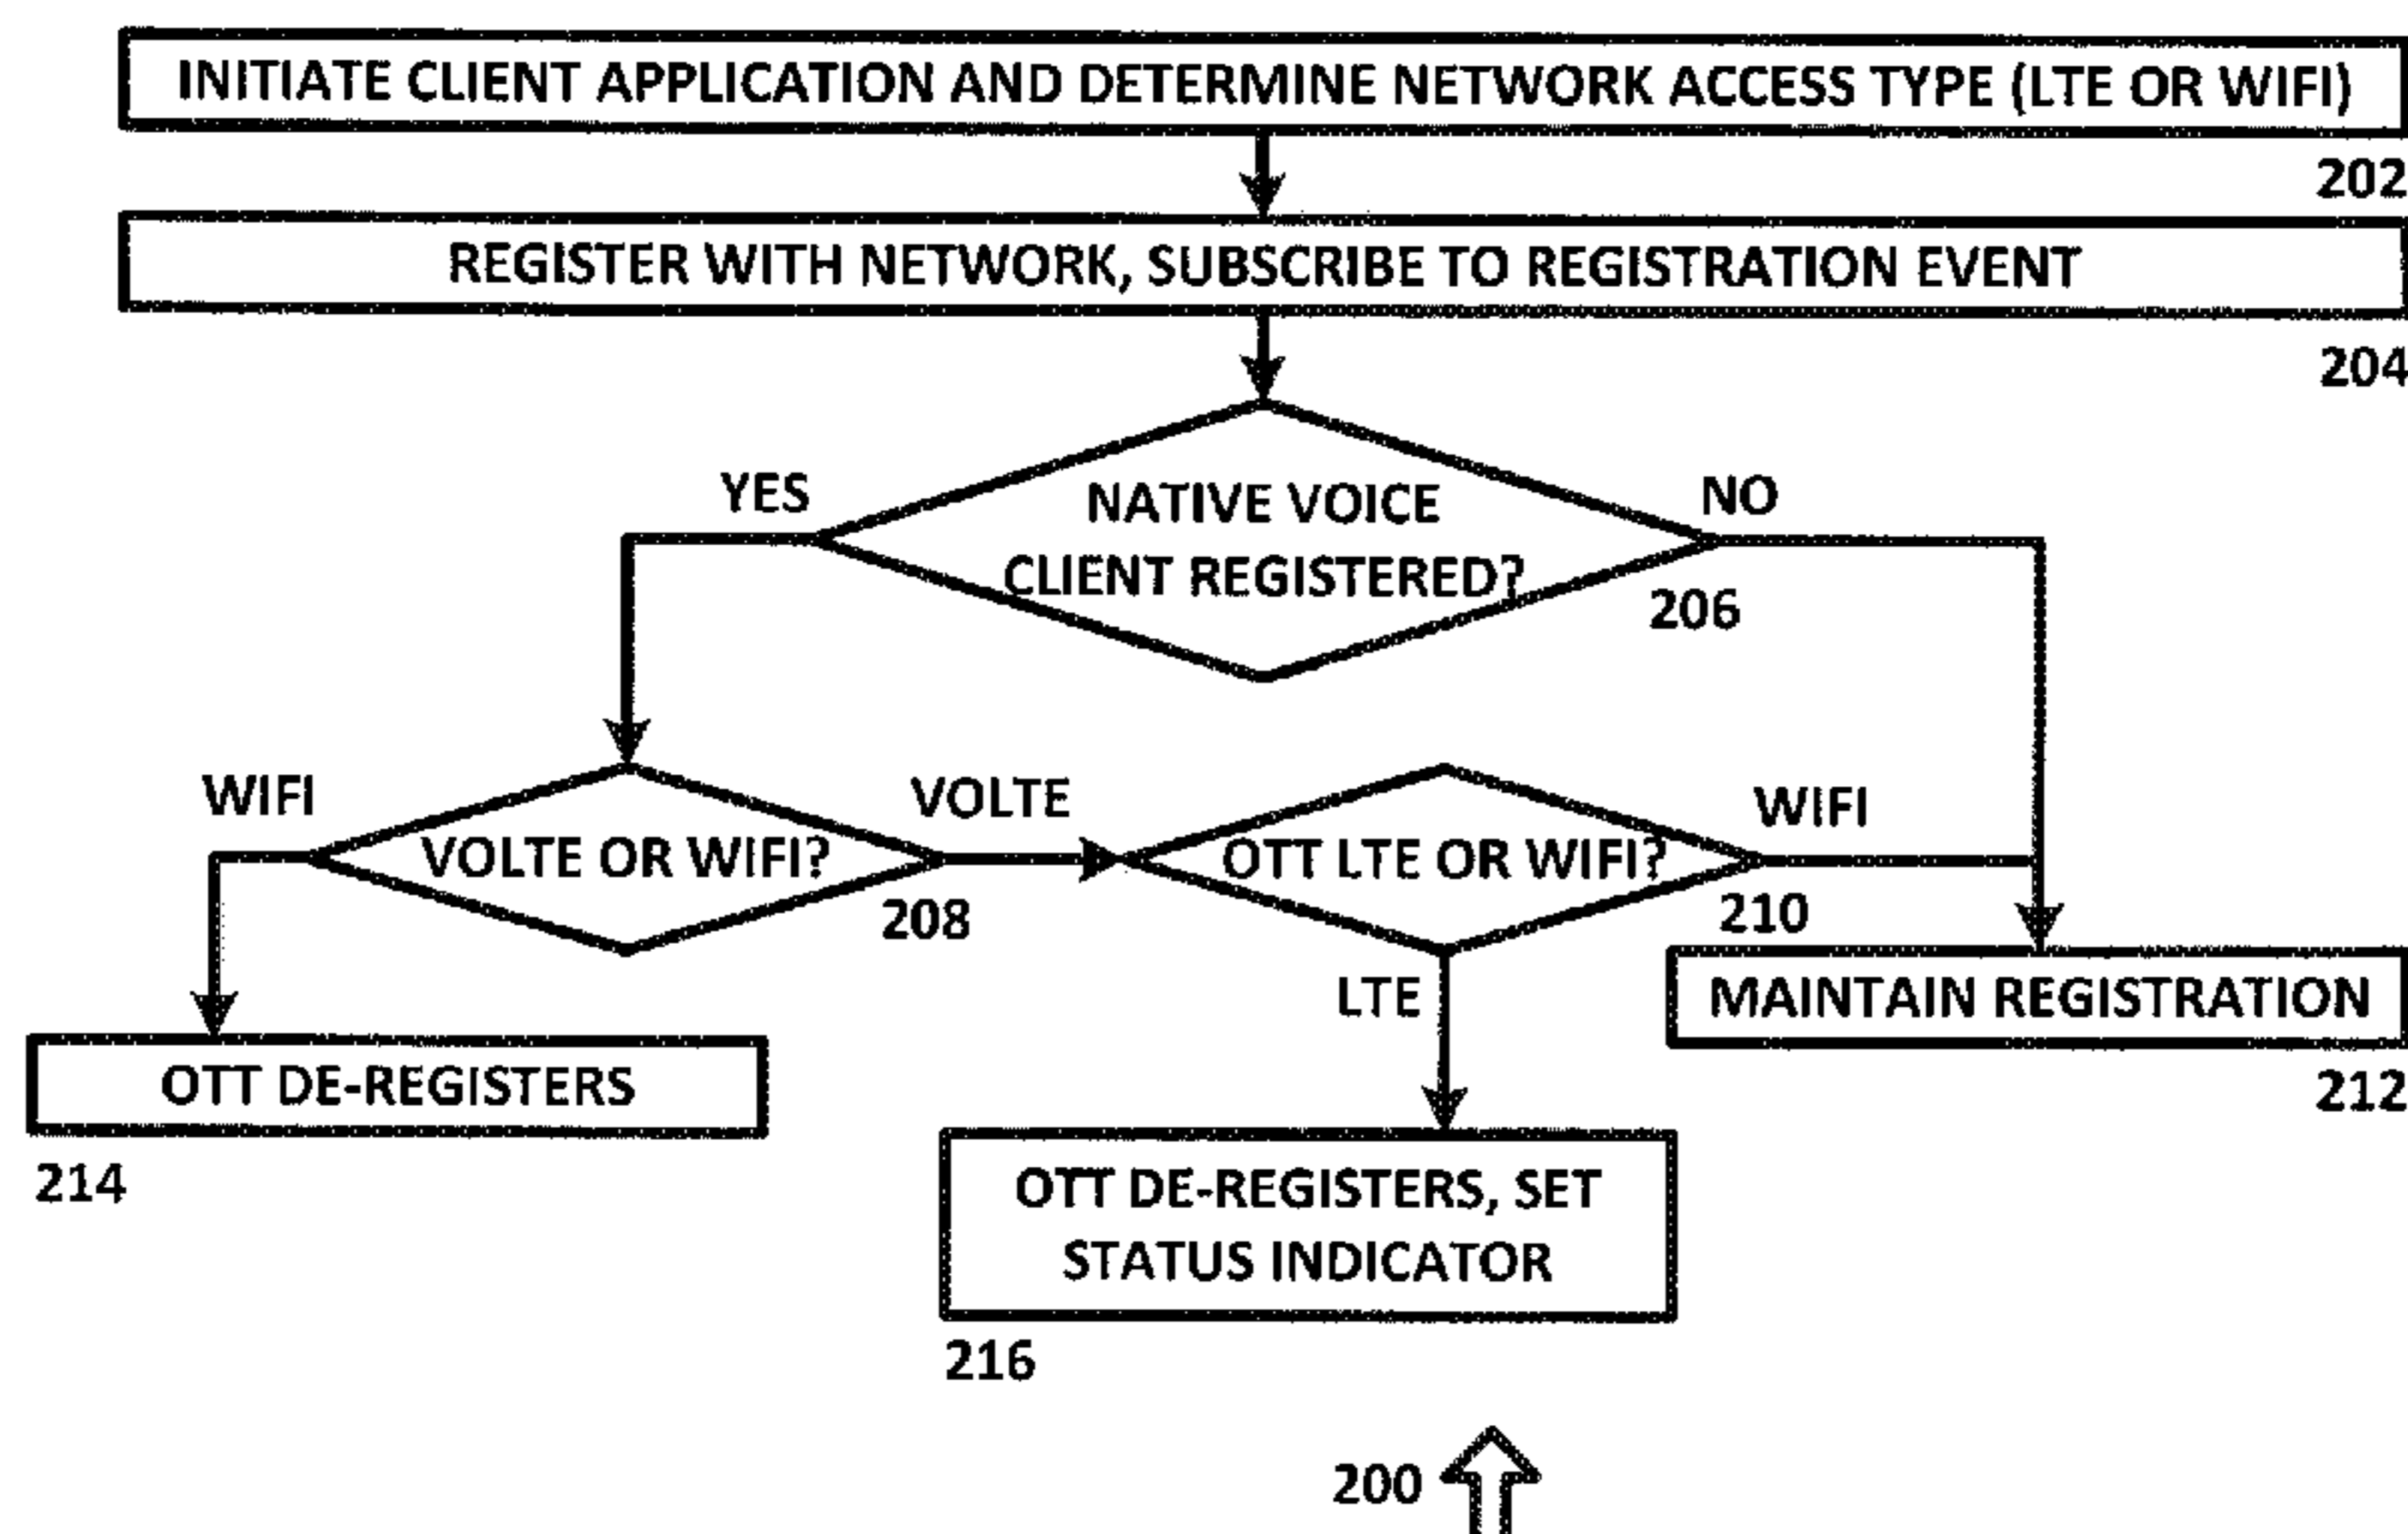 INITIATE CLIENT APPLICATION AND DETERMINE NETWORK ACCESS TYPE (LTE OR WIFI)
202
REGISTER WITH NETWORK, SUBSCRIBE TO REGISTRATION EVENT
204
YES
NATIVE VOICE
CLIENT REGISTERED?
NO
206
WIFI
VOLTE OR WIFI?
208
VOLTE
OTT LTE OR WIFI?
210
WIFI
LTE
MAINTAIN REGISTRATION
212
OTT DE-REGISTERS
214
OTT DE-REGISTERS, SET
STATUS INDICATOR
216
200